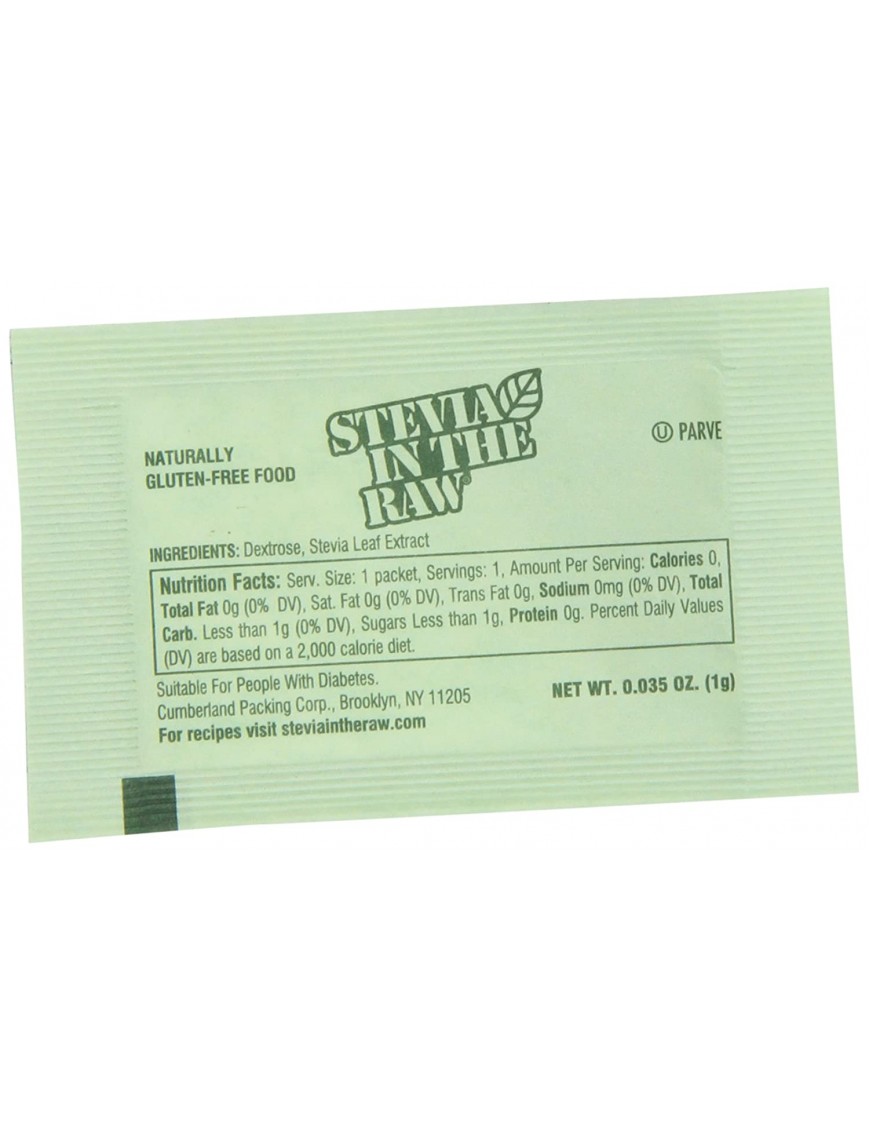 NATURALLY
GLUTEN-FREE FOOD
STEVIA
IN THE
RAW®
Ⓤ PARVE
INGREDIENTS: Dextrose, Stevia Leaf Extract
Nutrition Facts: Serv. Size: 1 packet, Servings: 1, Amount Per Serving: Calories 0,
Total Fat 0g (0% DV), Sat. Fat 0g (0% DV), Trans Fat 0g, Sodium 0mg (0% DV), Total
Carb. Less than 1g (0% DV), Sugars Less than 1g, Protein 0g. Percent Daily Values
(DV) are based on a 2,000 calorie diet.
Suitable For People With Diabetes.
Cumberland Packing Corp., Brooklyn, NY 11205
For recipes visit steviaintheraw.com
NET WT. 0.035 OZ. (1g)